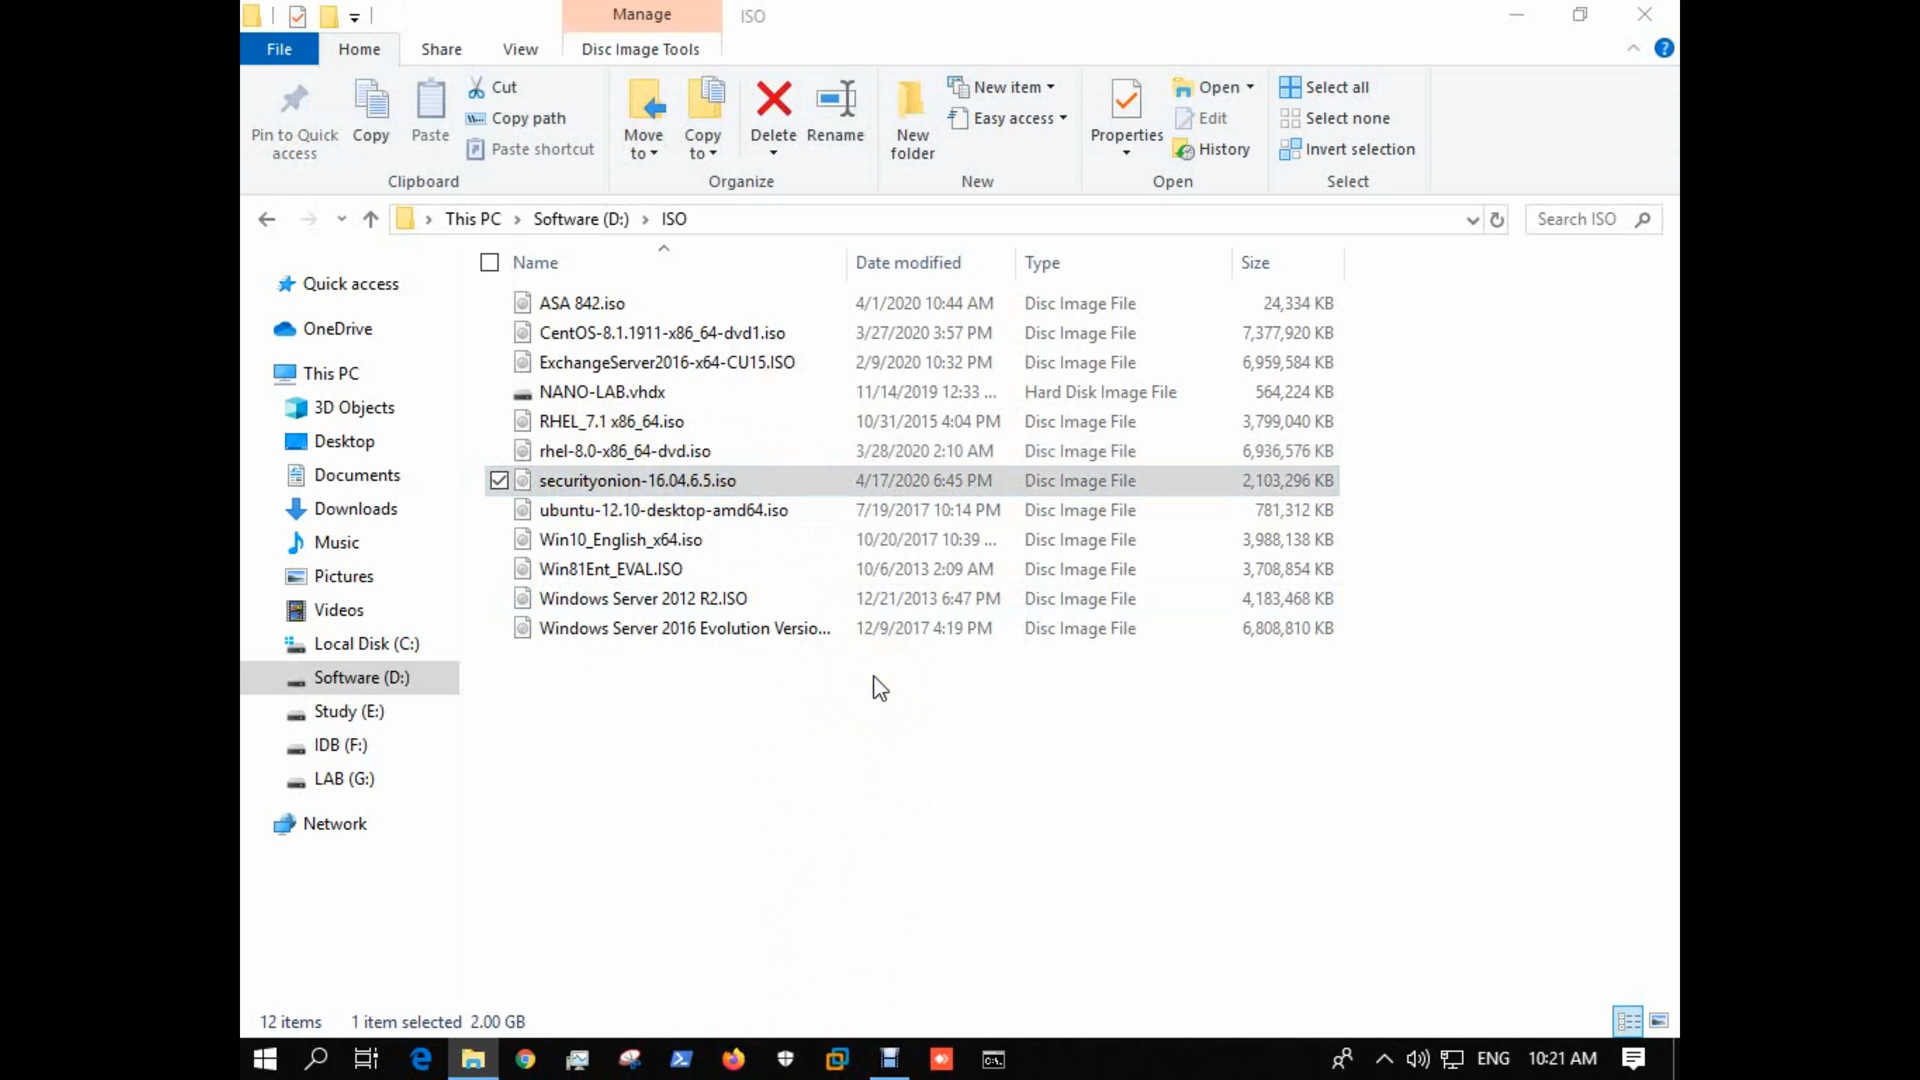 Manage
ISO
File
Home
Share
View
Disc Image Tools
Pin to Quick access
Copy
Paste
Cut
Copy path
Paste shortcut
Clipboard
Move to
Copy to
Delete
Rename
Organize
New folder
New item
Easy access
New
Properties
Open
Edit
History
Open
Select all
Select none
Invert selection
Select
This PC
Software (D:)
ISO
Search ISO
Quick access
OneDrive
This PC
3D Objects
Desktop
Documents
Downloads
Music
Pictures
Videos
Local Disk (C:)
Software (D:)
Study (E:)
IDB (F:)
LAB (G:)
Network
Name Date modified Type Size
ASA 842.iso 4/1/2020 10:44 AM Disc Image File 24,334 KB
CentOS-8.1.1911-x86_64-dvd1.iso 3/27/2020 3:57 PM Disc Image File 7,377,920 KB
ExchangeServer2016-x64-CU15.ISO 2/9/2020 10:32 PM Disc Image File 6,959,584 KB
NANO-LAB.vhdx 11/14/2019 12:33 ... Hard Disk Image File 564,224 KB
RHEL_7.1 x86_64.iso 10/31/2015 4:04 PM Disc Image File 3,799,040 KB
rhel-8.0-x86_64-dvd.iso 3/28/2020 2:10 AM Disc Image File 6,936,576 KB
securityonion-16.04.6.5.iso 4/17/2020 6:45 PM Disc Image File 2,103,296 KB
ubuntu-12.10-desktop-amd64.iso 7/19/2017 10:14 PM Disc Image File 781,312 KB
Win10_English_x64.iso 10/20/2017 10:39 ... Disc Image File 3,988,138 KB
Win81Ent_EVAL.ISO 10/6/2013 2:09 AM Disc Image File 3,708,854 KB
Windows Server 2012 R2.ISO 12/21/2013 6:47 PM Disc Image File 4,183,468 KB
Windows Server 2016 Evolution Versio... 12/9/2017 4:19 PM Disc Image File 6,808,810 KB
12 items 1 item selected 2.00 GB
ENG 10:21 AM